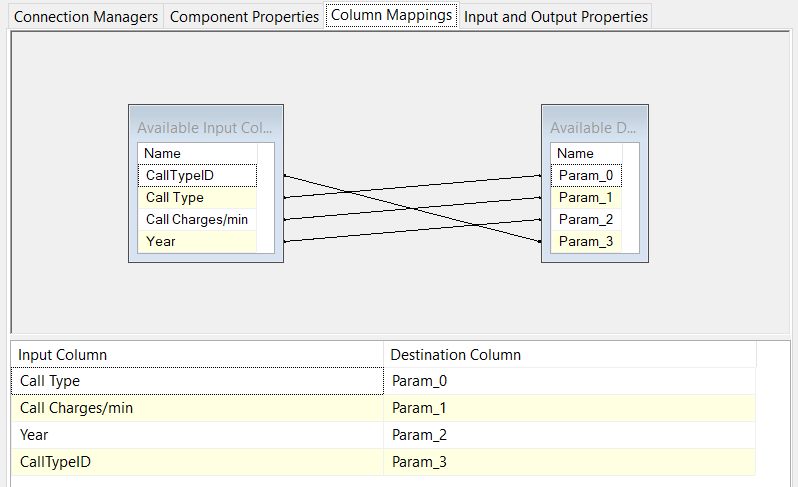 Connection Managers Component Properties Column Mappings Input and Output Properties
Available Input Col...
Name
CallTypeID
Call Type
Call Charges/min
Year
Available D...
Name
Param_0
Param_1
Param_2
Param_3
Input Column Destination Column
Call Type Param_0
Call Charges/min Param_1
Year Param_2
CallTypeID Param_3